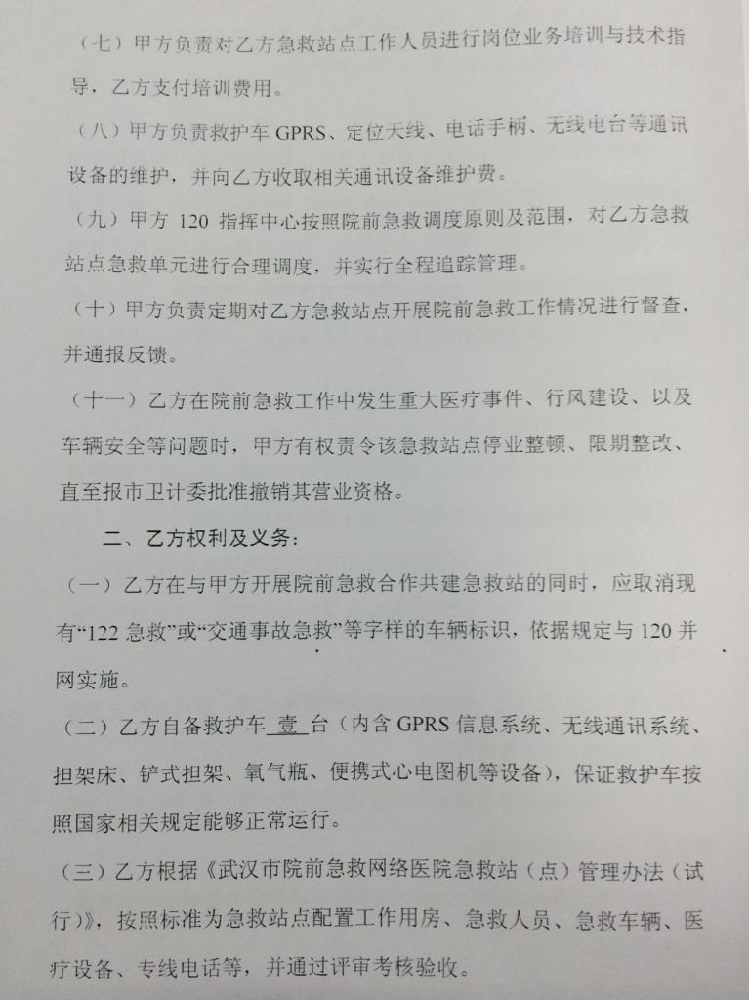 （七）甲方负责对乙方急救站点工作人员进行岗位业务培训与技术指
导，乙方支付培训费用。
（八）甲方负责救护车 GPRS、定位天线、电话手柄、无线电台等通讯
设备的维护，并向乙方收取相关通讯设备维护费。
（九）甲方 120 指挥中心按照院前急救调度原则及范围，对乙方急救
站点急救单元进行合理调度，并实行全程追踪管理。
（十）甲方负责定期对乙方急救站点开展院前急救工作情况进行督查，
并通报反馈。
（十一）乙方在院前急救工作中发生重大医疗事件、行风建设、以及
车辆安全等问题时，甲方有权责令该急救站点停业整顿、限期整改、
直至报市卫计委批准撤销其营业资格。
二、乙方权利及义务：
（一）乙方在与甲方开展院前急救合作共建急救站的同时，应取消现
有“122 急救”或“交通事故急救”等字样的车辆标识，依据规定与 120 并
网实施。
（二）乙方自备救护车 壹 台（内含 GPRS 信息系统、无线通讯系统、
担架床、铲式担架、氧气瓶、便携式心电图机等设备），保证救护车按
照国家相关规定能够正常运行。
（三）乙方根据《武汉市院前急救网络医院急救站（点）管理办法（试
行）》，按照标准为急救站点配置工作用房、急救人员、急救车辆、医
疗设备、专线电话等，并通过评审考核验收。